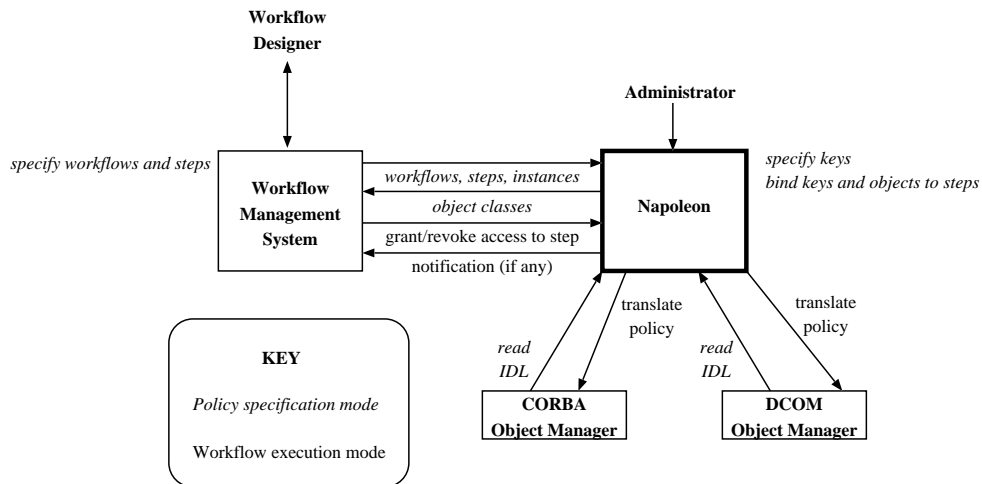 Workflow
Designer
Administrator
specify workflows and steps
Workflow
Management
System
workflows, steps, instances
object classes
grant/revoke access to step
notification (if any)
Napoleon
specify keys
bind keys and objects to steps
translate
policy
translate
policy
read
IDL
read
IDL
KEY
Policy specification mode
Workflow execution mode
CORBA
Object Manager
DCOM
Object Manager